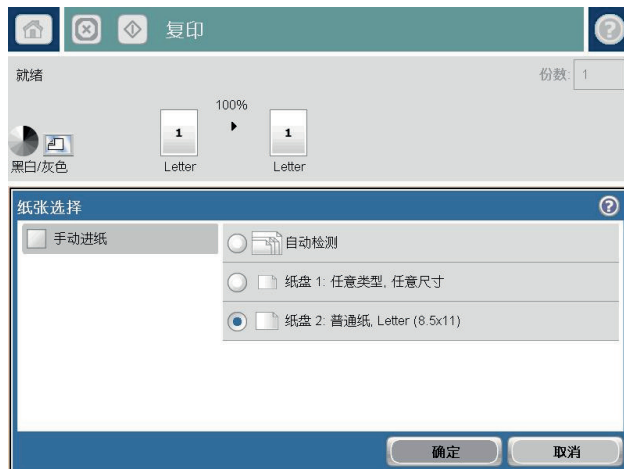 复印
就绪
份数: 1
100%
1
1
黑白/灰色
Letter
Letter
纸张选择
手动进纸
自动检测
纸盘 1: 任意类型, 任意尺寸
纸盘 2: 普通纸, Letter (8.5x11)
确定
取消